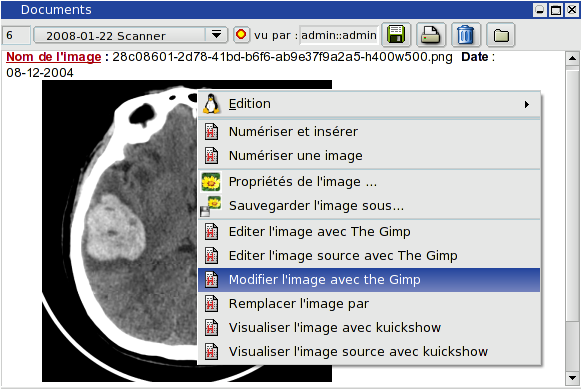 Documents
6 2008-01-22 Scanner vu par : admin::admin
Nom de l'Image : 28c08601-2d78-41bd-b6f6-ab9e37f9a2a5-h400w500.png Date :
08-12-2004
Edition
Numériser et insérer
Numériser une image
Propriétés de l'image ...
Sauvegarder l'image sous...
Editer l'image avec The Gimp
Editer l'image source avec The Gimp
Modifier l'image avec the Gimp
Remplacer l'image par
Visualiser l'image avec kuickshow
Visualiser l'image source avec kuickshow